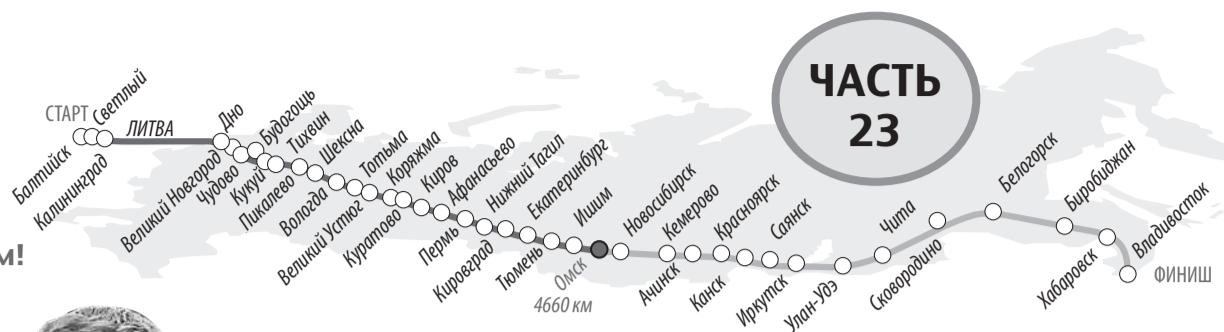 ЧАСТЬ
23
СТАРТ
Балтийск
Светлый
Калининград
ЛИТВА
Дно
Великий Новгород
Чудово
Будогощь
Кукуй
Тихвин
Пикалево
Шексна
Вологда
Тотьма
Великий Устюг
Коряжма
Куратово
Киров
Афанасьево
Пермь
Нижний Тагил
Кировград
Екатеринбург
Тюмень
Ишим
Омск
4660 км
Новосибирск
Кемерово
Ачинск
Красноярск
Канск
Саянск
Иркутск
Улан-Удэ
Чита
Сковородино
Белогорск
Биробиджан
Хабаровск
Владивосток
ФИНИШ
м!